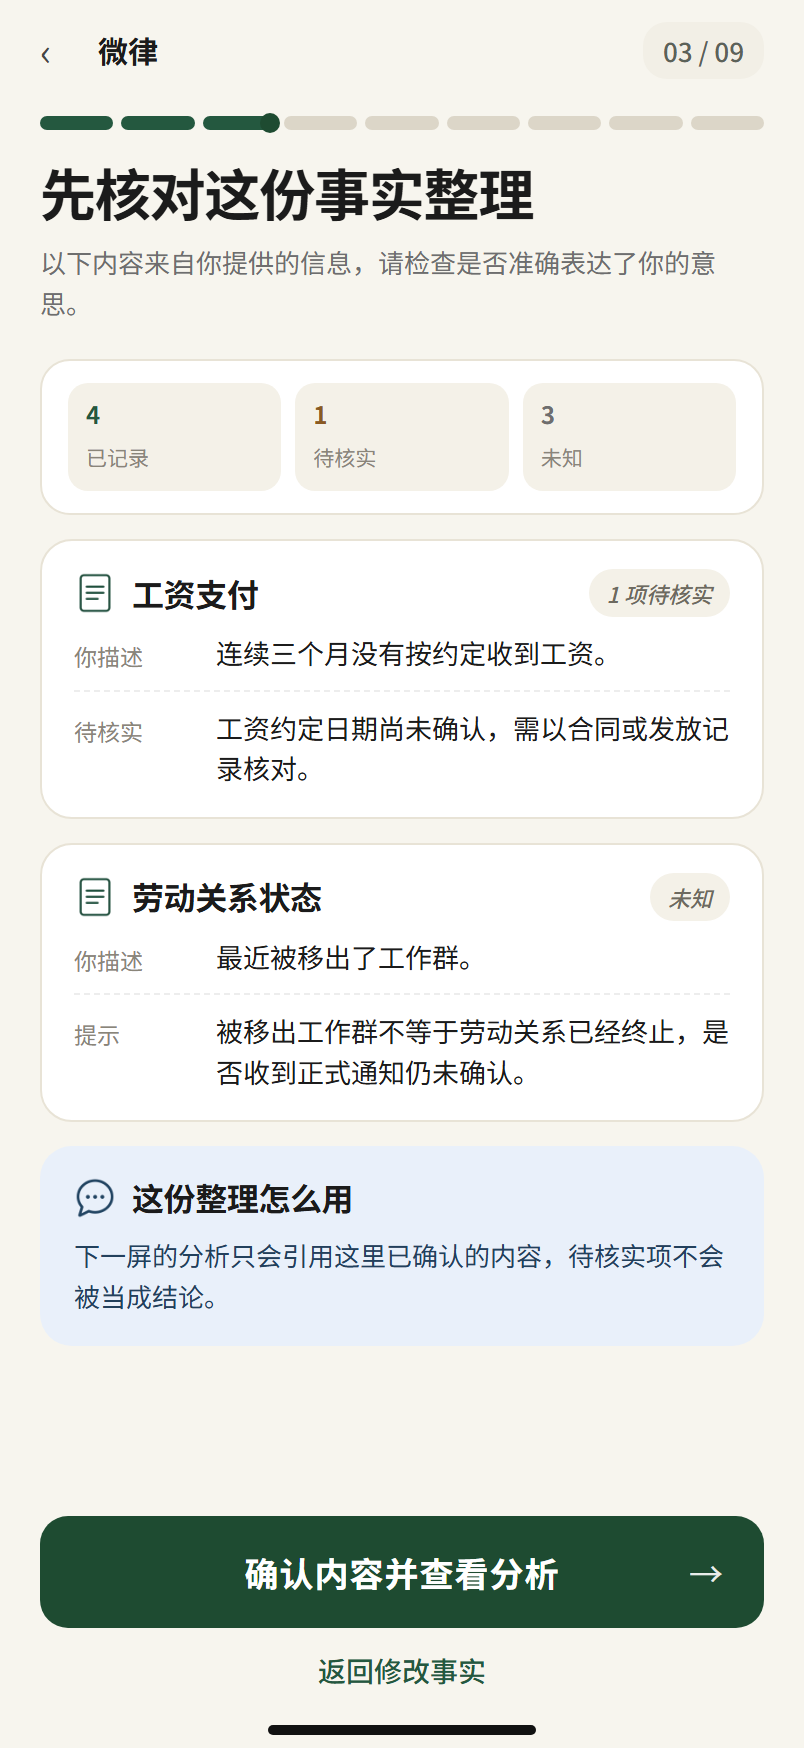 ‹ 微律 03 / 09
先核对这份事实整理
以下内容来自你提供的信息，请检查是否准确表达了你的意
思。
4
已记录
1
待核实
3
未知
工资支付 1 项待核实
你描述 连续三个月没有按约定收到工资。
待核实 工资约定日期尚未确认，需以合同或发放记
录核对。
劳动关系状态 未知
你描述 最近被移出了工作群。
提示 被移出工作群不等于劳动关系已经终止，是
否收到正式通知仍未确认。
这份整理怎么用
下一屏的分析只会引用这里已确认的内容，待核实项不会
被当成结论。
确认内容并查看分析 →
返回修改事实